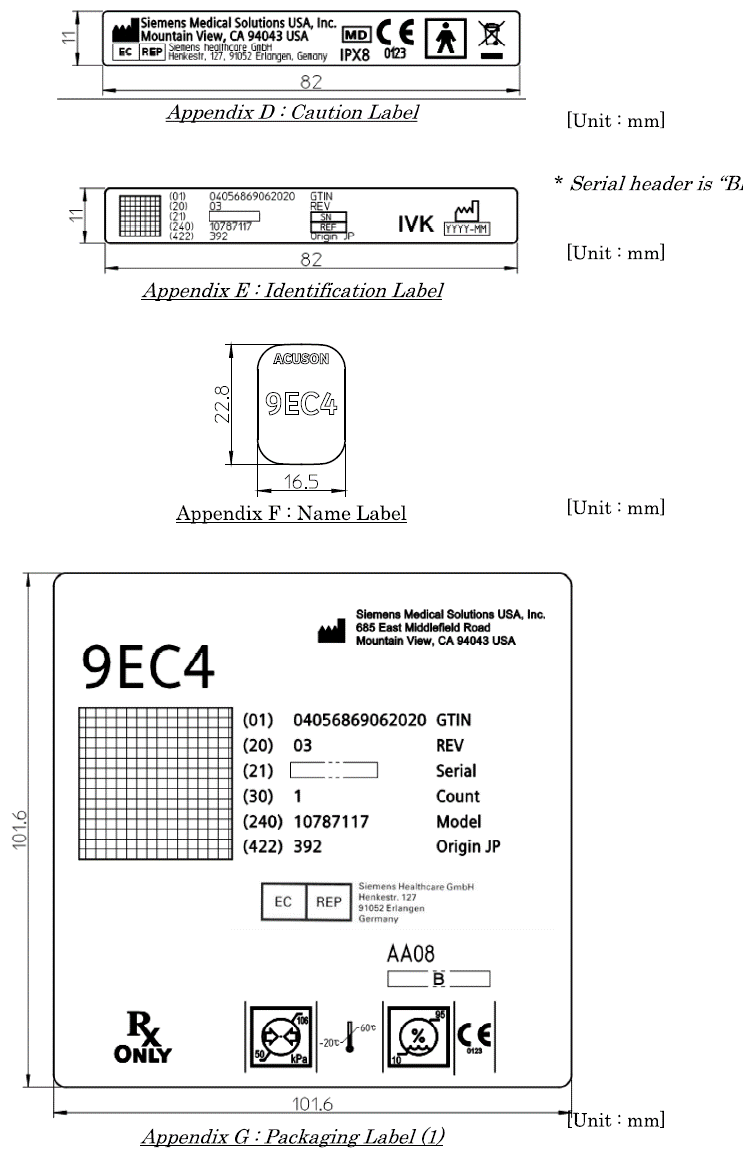 11
Siemens Medical Solutions USA, Inc.
Mountain View, CA 94043 USA
EC REP Siemens healthcare GmbH
Henkestr, 127, 91052 Erlangen, Gemany
MD
IPX8
0123
82
Appendix D : Caution Label
[Unit : mm]
* Serial header is “
11
(01) 04056869062020 GTIN
(20) 03 REV
(21) SN
(240) 10787117 REF
(422) 392 Origin JP
IVK
YYYY-MM
82
[Unit : mm]
Appendix E : Identification Label
22.8
ACUSON
9EC4
16.5
Appendix F : Name Label
[Unit : mm]
101.6
Siemens Medical Solutions USA, Inc.
685 East Middlefield Road
Mountain View, CA 94043 USA
9EC4
(01) 04056869062020 GTIN
(20) 03 REV
(21) Serial
(30) 1 Count
(240) 10787117 Model
(422) 392 Origin JP
EC REP
Siemens Healthcare GmbH
Henkestr. 127
91052 Erlangen
Germany
AA08
B
Rx
ONLY
106
50 kPa
-20℃ 60℃
95
%
10
0123
101.6
[Unit : mm]
Appendix G : Packaging Label (1)